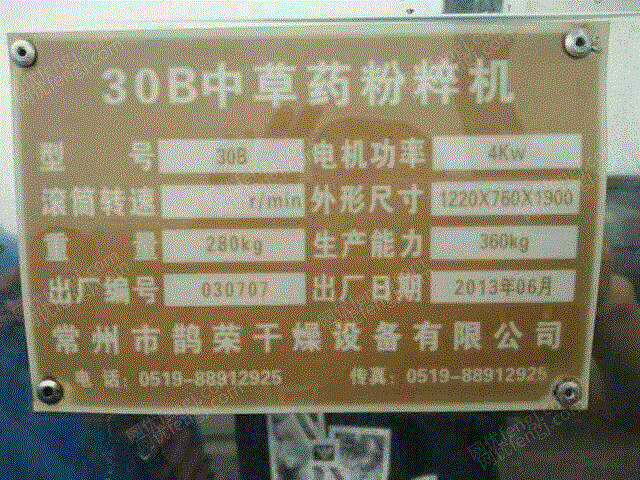 30B中草药粉粹机
型 号 30B 电机功率 4Kw
滚筒转速 r/min 外形尺寸 1220X760X1900
重 量 280kg 生产能力 360kg
出厂编号 030707 出厂日期 2013年06月
常州市鹊荣干燥设备有限公司
电话:0519-88912925 传真:0519-88912925